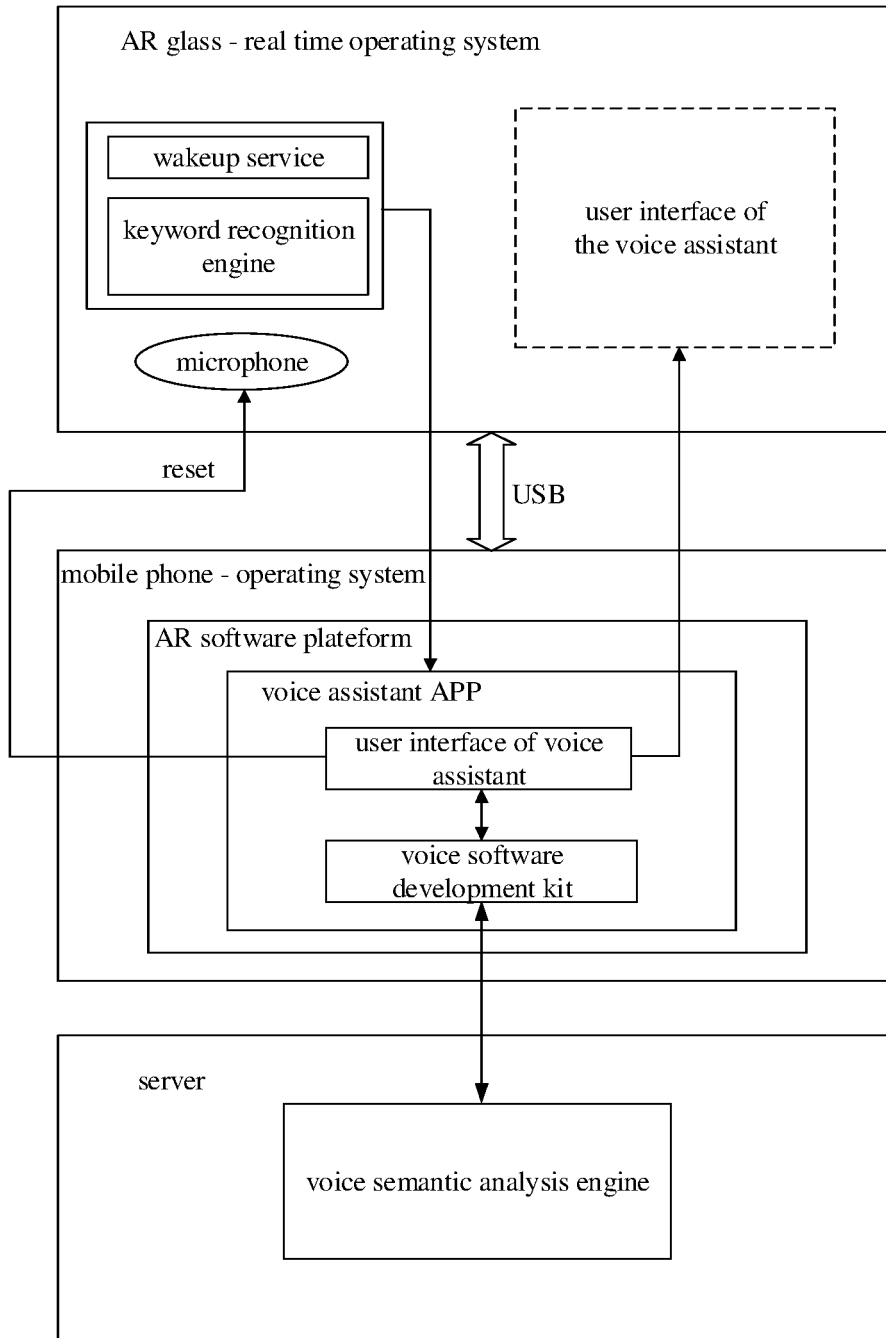 AR glass - real time operating system
wakeup service
keyword recognition
engine
user interface of
the voice assistant
microphone
reset
USB
mobile phone - operating system
AR software plateform
voice assistant APP
user interface of voice
assistant
voice software
development kit
server
voice semantic analysis engine